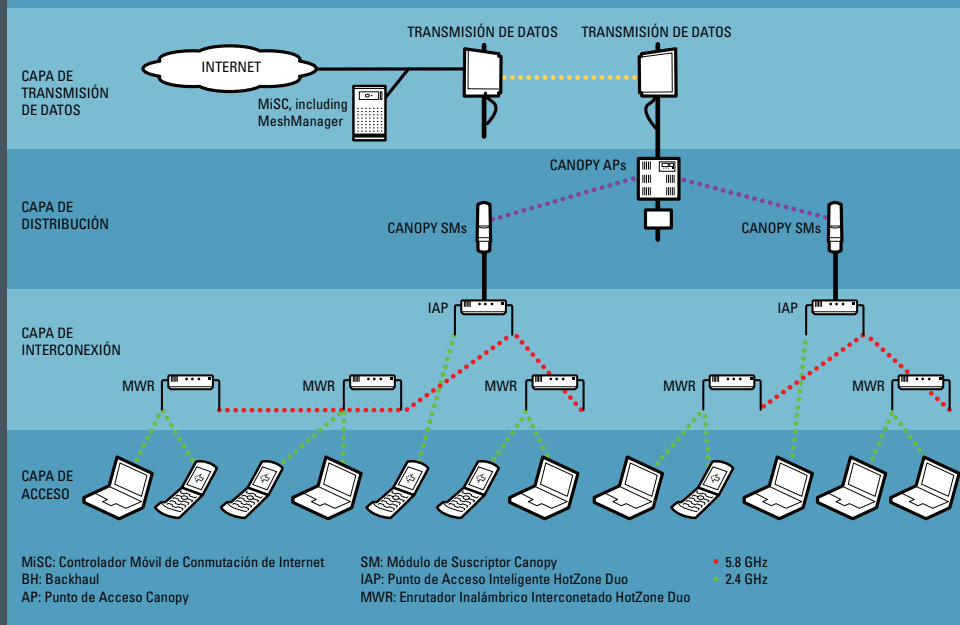 TRANSMISIÓN DE DATOS
TRANSMISIÓN DE DATOS
INTERNET
CAPA DE
TRANSMISIÓN
DE DATOS
MiSC, including
MeshManager
CANOPY APs
CAPA DE
DISTRIBUCIÓN
CANOPY SMs
CANOPY SMs
IAP
IAP
CAPA DE
INTERCONEXIÓN
MWR
MWR
MWR
MWR
MWR
CAPA DE
ACCESO
MiSC: Controlador Móvil de Conmutación de Internet
BH: Backhaul
AP: Punto de Acceso Canopy
SM: Módulo de Suscriptor Canopy
IAP: Punto de Acceso Inteligente HotZone Duo
MWR: Enrutador Inalámbrico Interconetado HotZone Duo
• 5.8 GHz
• 2.4 GHz